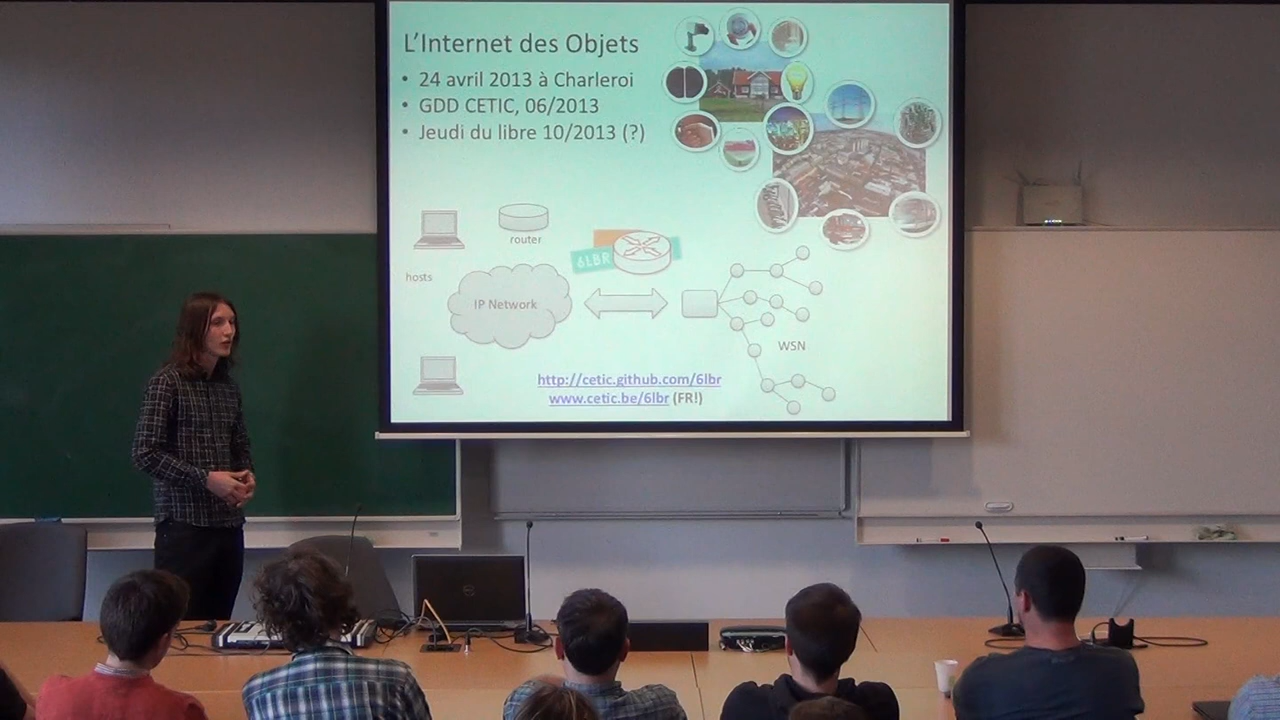 L'Internet des Objets
• 24 avril 2013 à Charleroi
• GDD CETIC, 06/2013
• Jeudi du libre 10/2013 (?)
router
6LBR
hosts
IP Network
WSN
http://cetic.github.com/6lbr
www.cetic.be/6lbr (FR!)